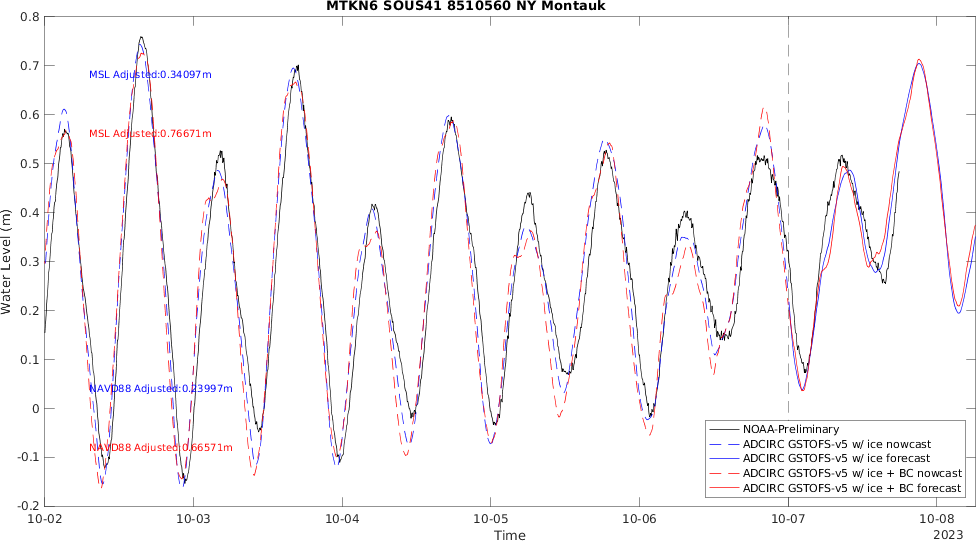 MTKN6 SOUS41 8510560 NY Montauk
0.8
0.7
MSL Adjusted:0.34097m
0.6
MSL Adjusted:0.76671m
0.5
0.4
0.3
Water Level (m)
0.2
0.1
NAVD88 Adjusted:0.23997m
0
NOAA-Preliminary
ADCIRC GSTOFS-v5 w/ ice nowcast
ADCIRC GSTOFS-v5 w/ ice forecast
ADCIRC GSTOFS-v5 w/ ice + BC nowcast
ADCIRC GSTOFS-v5 w/ ice + BC forecast
NAVD88 Adjusted:0.66571m
-0.1
-0.2
10-02 10-03 10-04 10-05 10-06 10-07 10-08
Time
2023